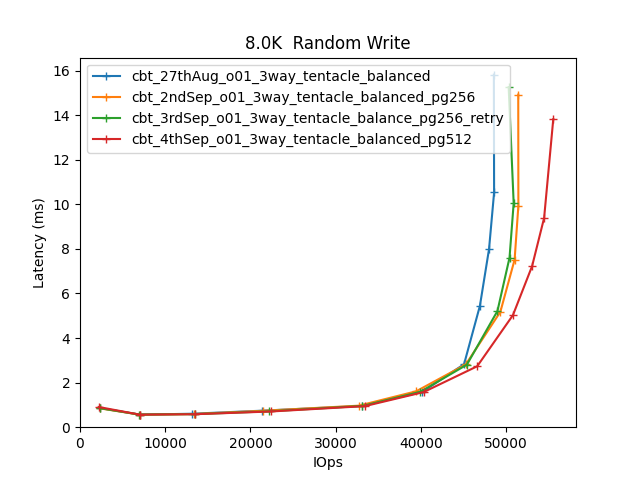 8.0K  Random Write
cbt_27thAug_o01_3way_tentacle_balanced
cbt_2ndSep_o01_3way_tentacle_balanced_pg256
cbt_3rdSep_o01_3way_tentacle_balance_pg256_retry
cbt_4thSep_o01_3way_tentacle_balanced_pg512
Latency (ms)
16
14
12
10
8
6
4
2
0
0 10000 20000 30000 40000 50000
IOps